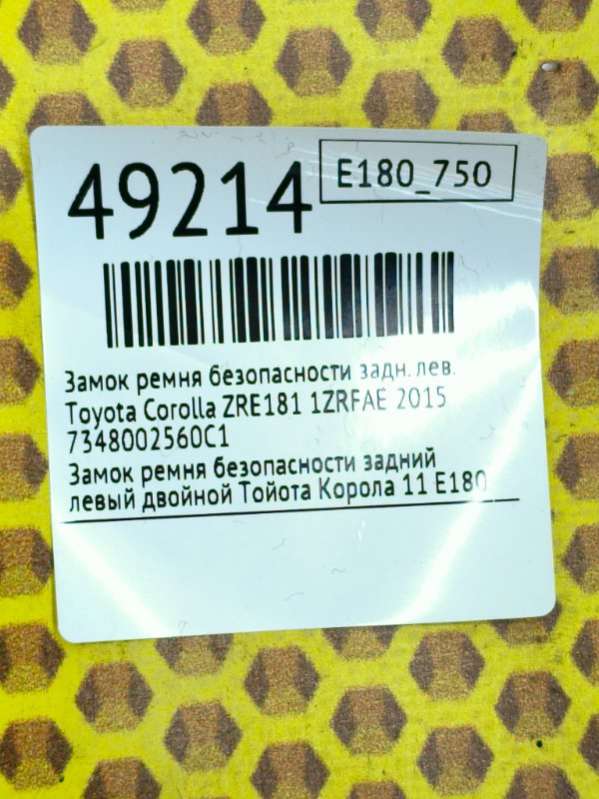 49214
E180_750
Замок ремня безопасности задн. лев.
Toyota Corolla ZRE181 1ZRFAE 2015
7348002560C1
Замок ремня безопасности задний
левый двойной Тойота Корола 11 E180